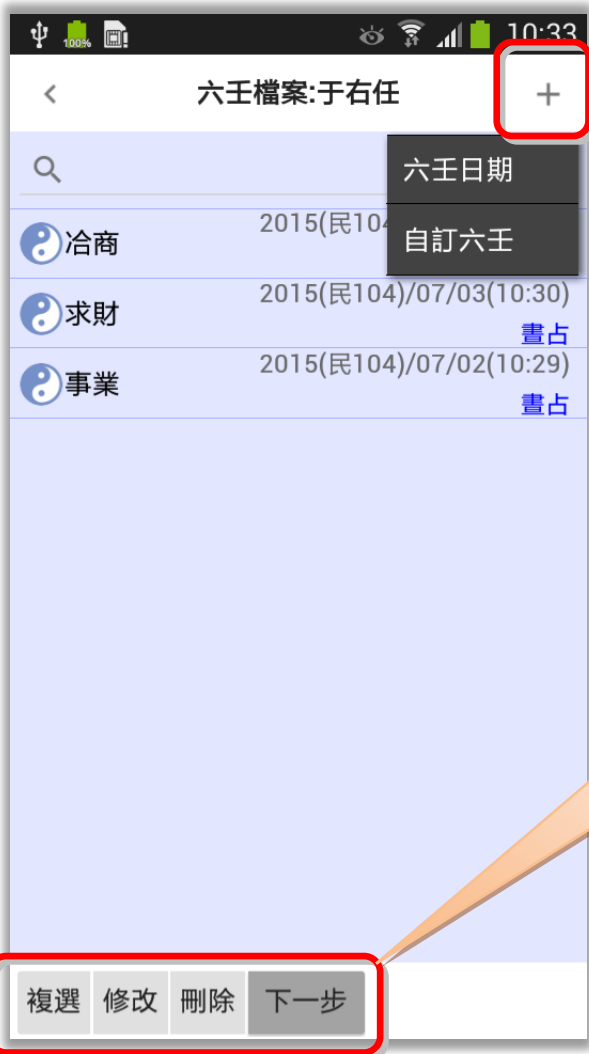 100%
10:33
六壬檔案:于右任
+
六壬日期
自訂六壬
冾商
2015(民104
求財
2015(民104)/07/03(10:30)
晝占
事業
2015(民104)/07/02(10:29)
晝占
複選 修改 刪除 下一步